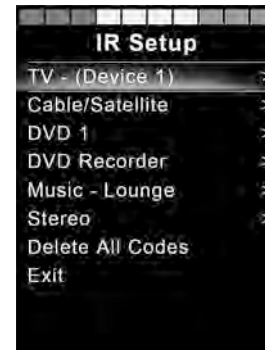 IR Setup
TV - (Device 1) >
Cable/Satellite >
DVD 1 >
DVD Recorder >
Music - Lounge >
Stereo >
Delete All Codes
Exit